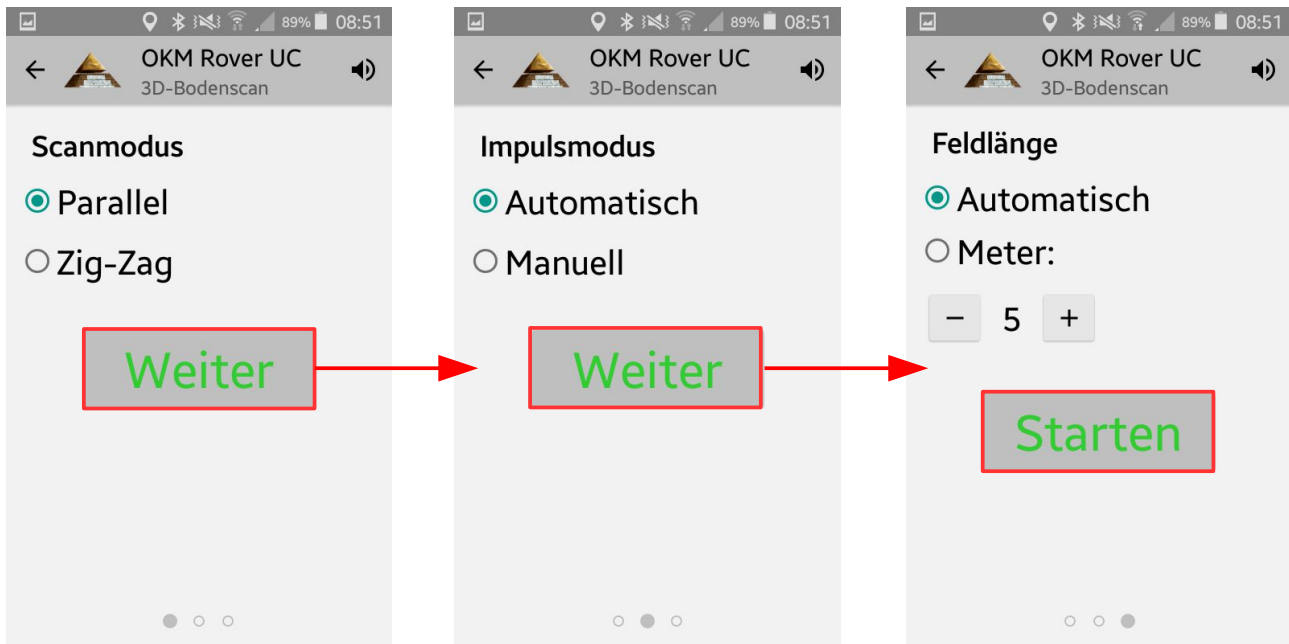 89% 08:51
OKM Rover UC
3D-Bodenscan
Scanmodus
Parallel
Zig-Zag
Weiter
89% 08:51
OKM Rover UC
3D-Bodenscan
Impulsmodus
Automatisch
Manuell
Weiter
89% 08:51
OKM Rover UC
3D-Bodenscan
Feldlänge
Automatisch
Meter:
− 5 +
Starten